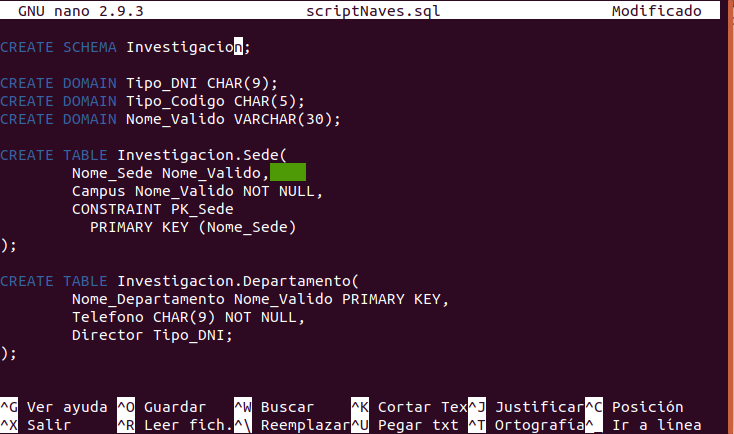 GNU nano 2.9.3 scriptNaves.sql Modificado
CREATE SCHEMA Investigacion;
CREATE DOMAIN Tipo_DNI CHAR(9);
CREATE DOMAIN Tipo_Codigo CHAR(5);
CREATE DOMAIN Nome_Valido VARCHAR(30);
CREATE TABLE Investigacion.Sede(
Nome_Sede Nome_Valido,
Campus Nome_Valido NOT NULL,
CONSTRAINT PK_Sede
PRIMARY KEY (Nome_Sede)
);
CREATE TABLE Investigacion.Departamento(
Nome_Departamento Nome_Valido PRIMARY KEY,
Telefono CHAR(9) NOT NULL,
Director Tipo_DNI;
);
^G Ver ayuda ^O Guardar ^W Buscar ^K Cortar Tex^J Justificar^C Posición
^X Salir ^R Leer fich.^\ Reemplazar^U Pegar txt ^T Ortografía^_ Ir a línea